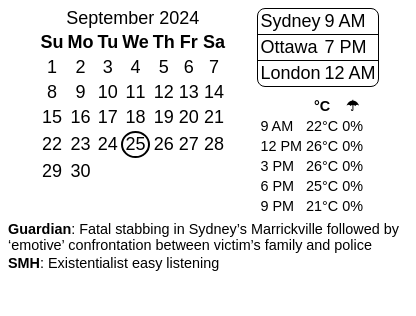 September 2024
Su Mo Tu We Th Fr Sa
1 2 3 4 5 6 7
8 9 10 11 12 13 14
15 16 17 18 19 20 21
22 23 24 25 26 27 28
29 30
Sydney 9 AM
Ottawa 7 PM
London 12 AM
°C ☂
9 AM 22°C 0%
12 PM 26°C 0%
3 PM 26°C 0%
6 PM 25°C 0%
9 PM 21°C 0%
Guardian: Fatal stabbing in Sydney’s Marrickville followed by
‘emotive’ confrontation between victim’s family and police
SMH: Existentialist easy listening